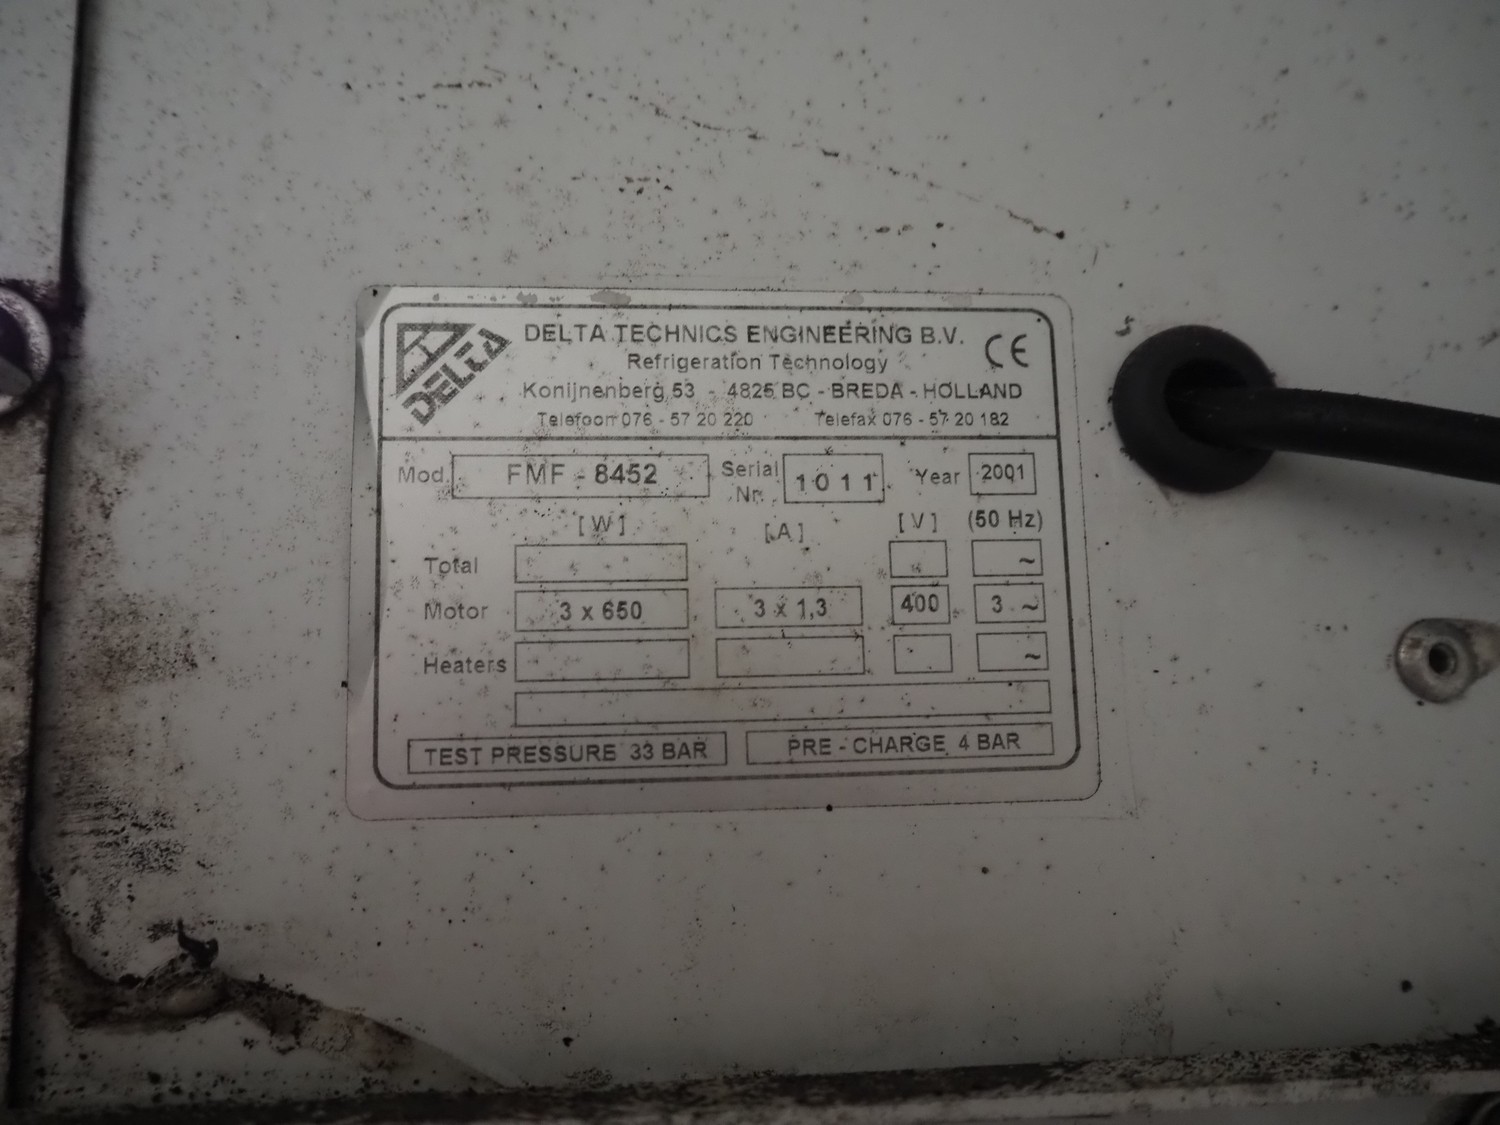 DELTA
DELTA TECHNICS ENGINEERING B.V.
CE
Refrigeration Technology
Konijnenberg 53 - 4825 BC - BREDA - HOLLAND
Telefoon 076 - 57 20 220 Telefax 076 - 57 20 182
Mod. FMF - 8452 Serial Nr. 1011 Year 2001
[W] [A] [V] (50 Hz)
Total ~
Motor 3 x 650 3 x 1,3 400 3 ~
Heaters ~
TEST PRESSURE 33 BAR PRE - CHARGE 4 BAR